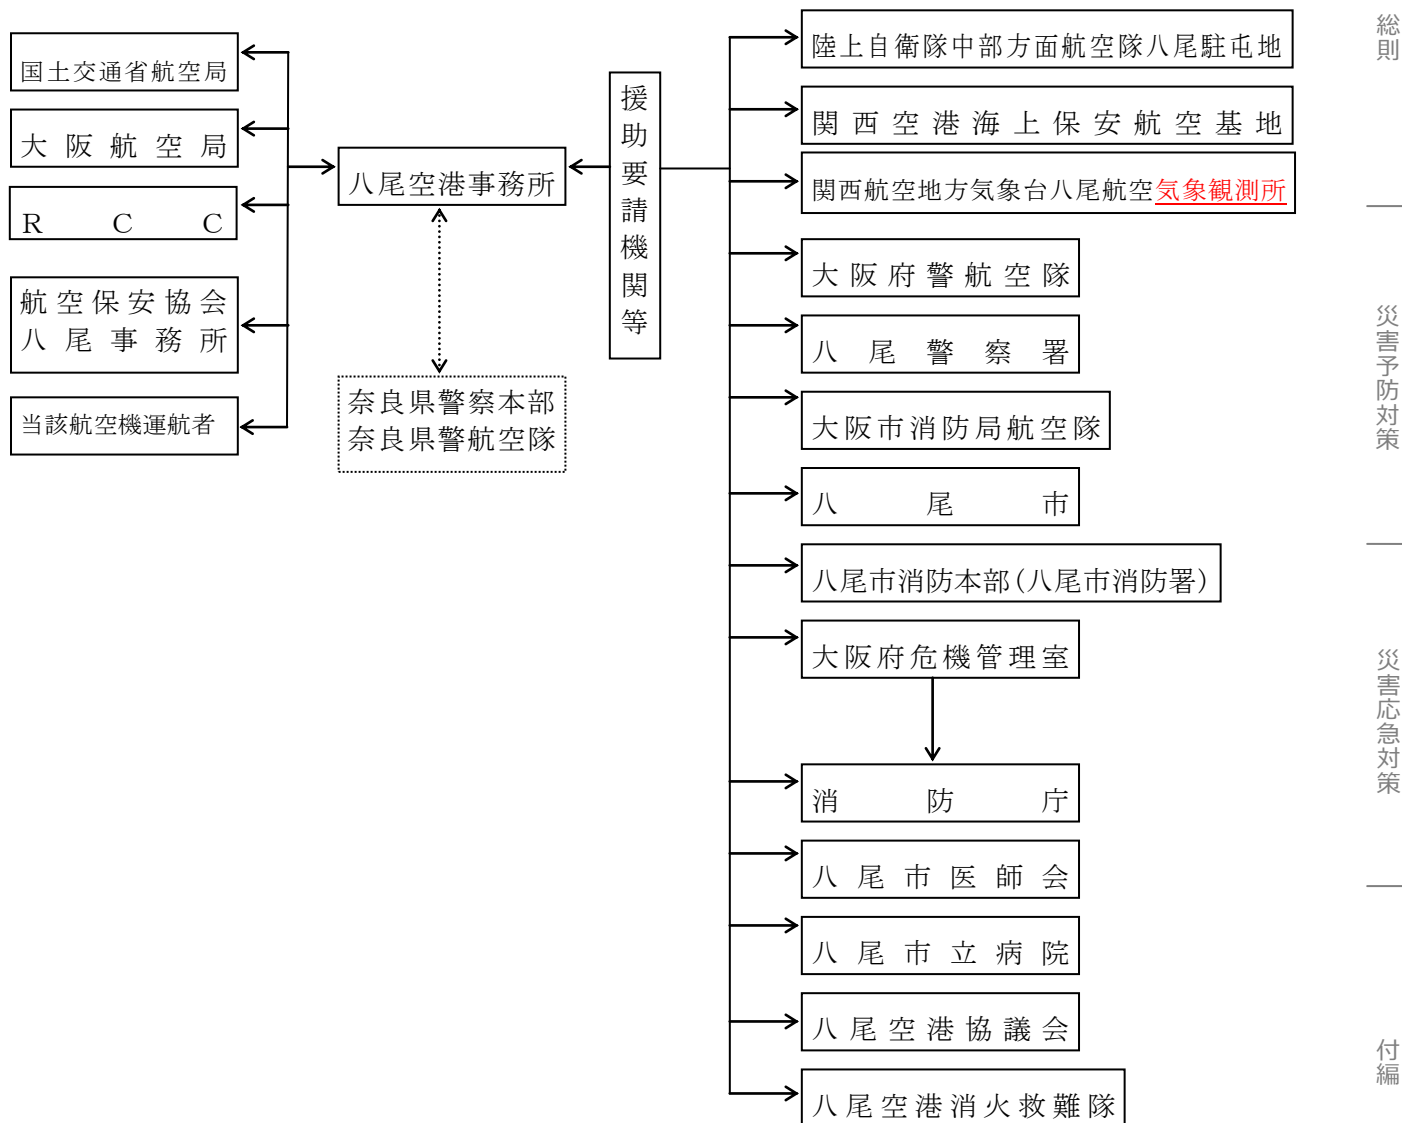 国土交通省航空局
大阪航空局
RCC
航空保安協会
八尾事務所
当該航空機運航者
八尾空港事務所
奈良県警察本部
奈良県警航空隊
援助要請機関等
陸上自衛隊中部方面航空隊八尾駐屯地
関西空港海上保安航空基地
関西航空地方気象台八尾航空気象観測所
大阪府警航空隊
八尾警察署
大阪市消防局航空隊
八尾市
八尾市消防本部(八尾市消防署)
大阪府危機管理室
消防庁
八尾市医師会
八尾市立病院
八尾空港協議会
八尾空港消火救難隊
総則
災害予防対策
災害応急対策
付編